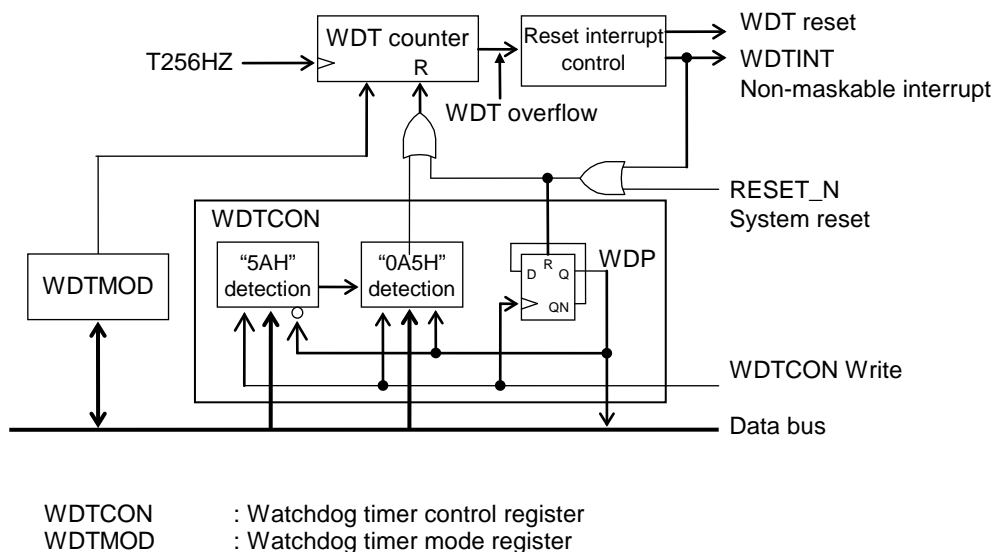 WDT counter
R
T256HZ
Reset interrupt
control
WDT reset
WDTINT
Non-maskable interrupt
WDT overflow
RESET_N
System reset
WDTCON
“5AH”
detection
“0A5H”
detection
WDP
R
D
Q
QN
WDTMOD
WDTCON Write
Data bus
WDTCON : Watchdog timer control register
WDTMOD : Watchdog timer mode register